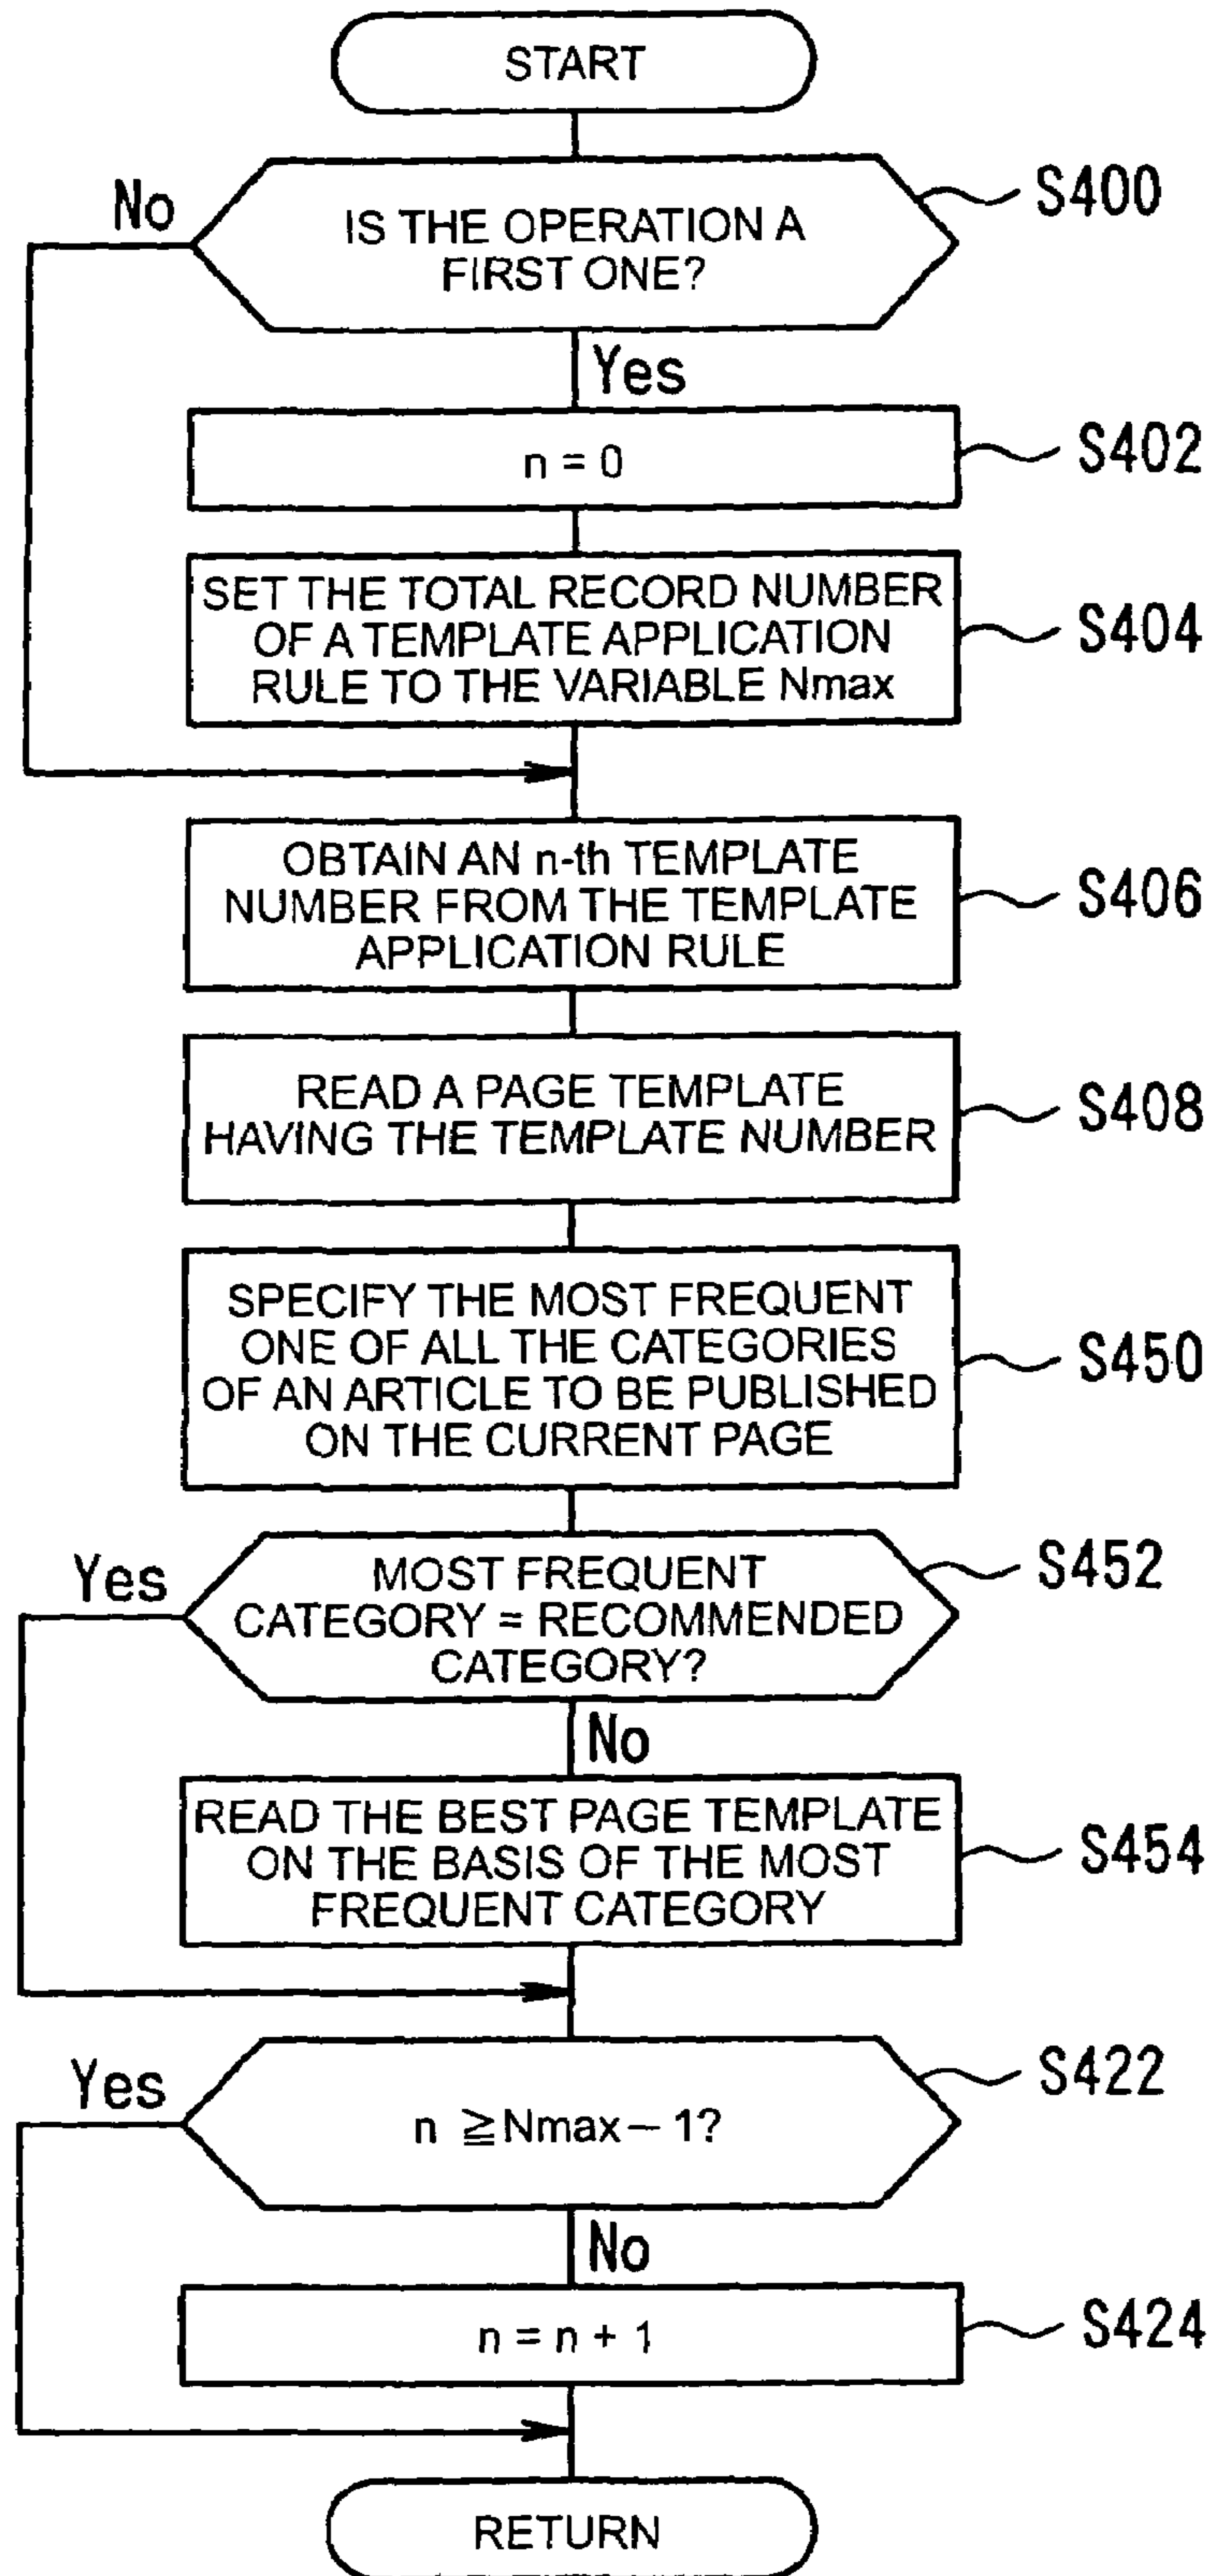 START
No
IS THE OPERATION A
FIRST ONE?
S400
Yes
n = 0
S402
SET THE TOTAL RECORD NUMBER
OF A TEMPLATE APPLICATION
RULE TO THE VARIABLE Nmax
S404
OBTAIN AN n-th TEMPLATE
NUMBER FROM THE TEMPLATE
APPLICATION RULE
S406
READ A PAGE TEMPLATE
HAVING THE TEMPLATE NUMBER
S408
SPECIFY THE MOST FREQUENT
ONE OF ALL THE CATEGORIES
OF AN ARTICLE TO BE PUBLISHED
ON THE CURRENT PAGE
S450
Yes
MOST FREQUENT
CATEGORY = RECOMMENDED
CATEGORY?
S452
No
READ THE BEST PAGE TEMPLATE
ON THE BASIS OF THE MOST
FREQUENT CATEGORY
S454
Yes
n ≧ Nmax − 1?
S422
No
n = n + 1
S424
RETURN